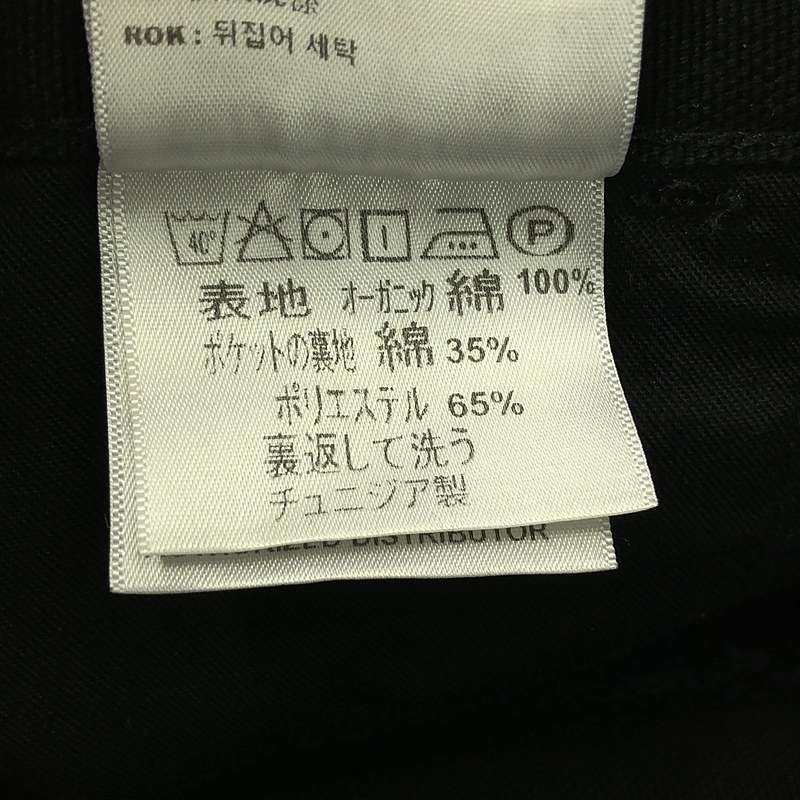 ROK : 뒤집어 세탁
40°
P
表地 オーガニック 綿 100%
ポケットの裏地 綿 35%
ポリエステル 65%
裏返して洗う
チュニジア製
DISTRIBUTOR